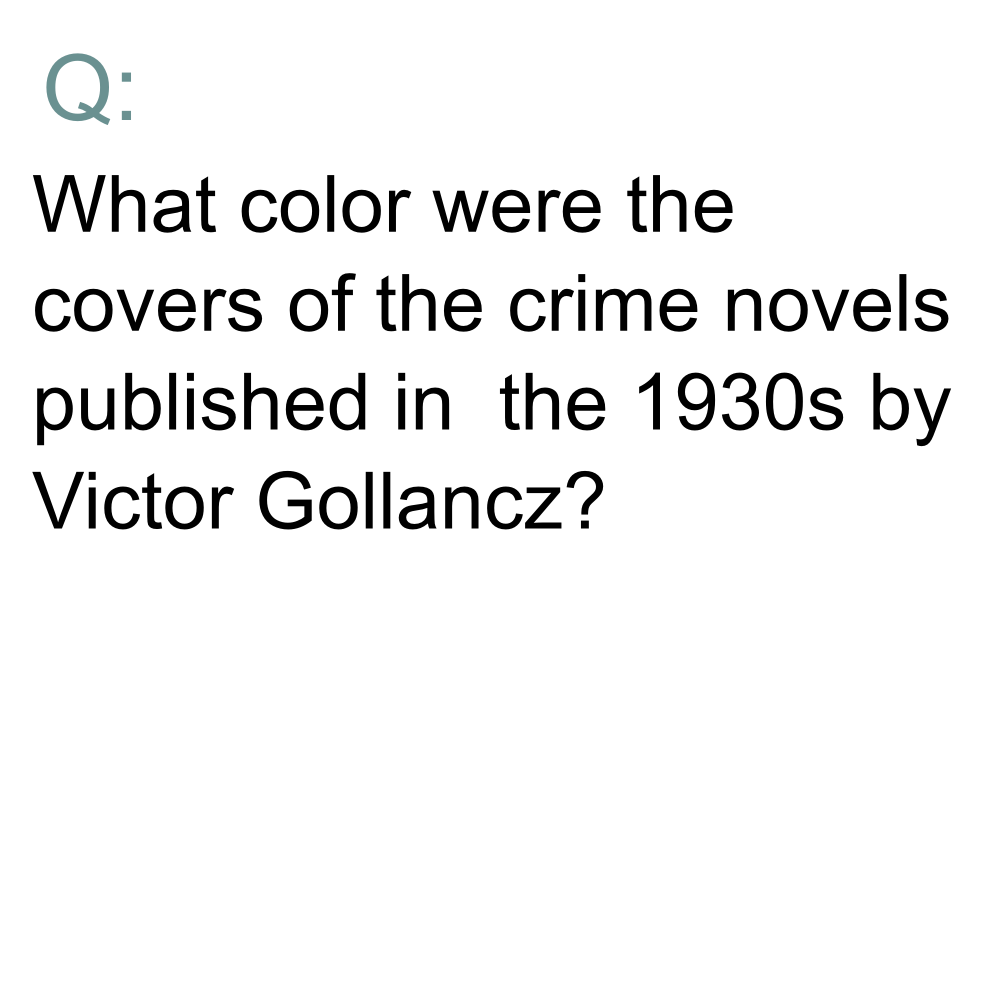 Q:
What color were the
covers of the crime novels
published in  the 1930s by
Victor Gollancz?